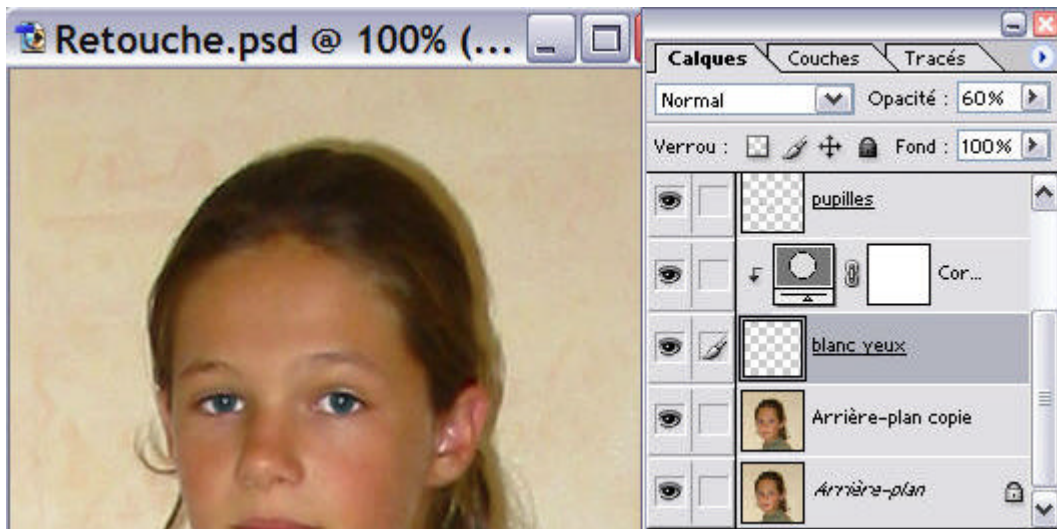 Retouche.psd @ 100% (...
Calques Couches Tracés
Normal Opacité : 60%
Verrou : Fond : 100%
pupilles
Cor...
blanc yeux
Arrière-plan copie
Arrière-plan